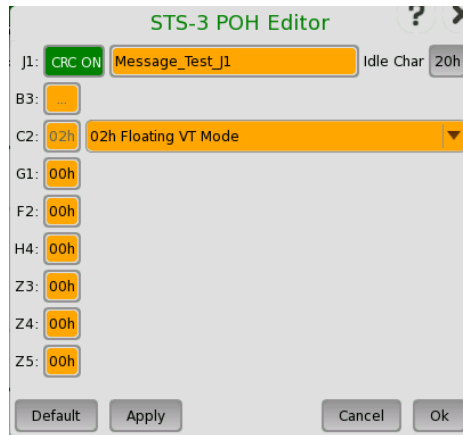 STS-3 POH Editor ?
J1: CRC ON Message_Test_J1 Idle Char 20h
B3: ...
C2: 02h 02h Floating VT Mode
G1: 00h
F2: 00h
H4: 00h
Z3: 00h
Z4: 00h
Z5: 00h
Default Apply Cancel Ok